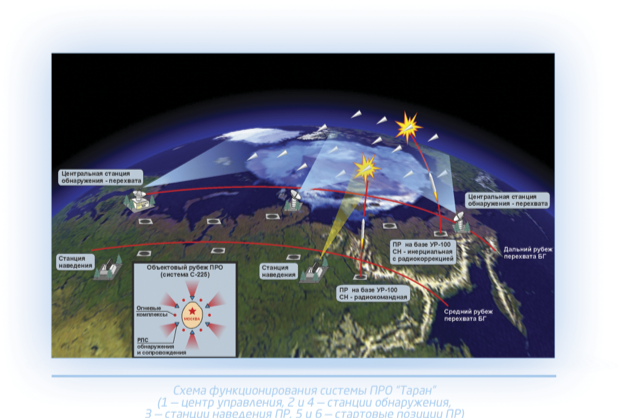 Центральная станция
обнаружения - перехвата
Центральная станция
обнаружения - перехвата
ПР на базе УР-100
СН - инерциальная
с радиокоррекцией
Дальний рубеж
перехвата БГ
Станция
наведения
Объектовый рубеж ПРО
(система С-225)
Огневые
комплексы
МОСКВА
РПС
обнаружения
и сопровождения
Станция
наведения
ПР на базе УР-100
СН - радиокомандная
Средний рубеж
перехвата БГ
Схема функционирования системы ПРО "Таран"
(1 — центр управления, 2 и 4 — станции обнаружения,
3 — станции наведения ПР, 5 и 6 — стартовые позиции ПР)